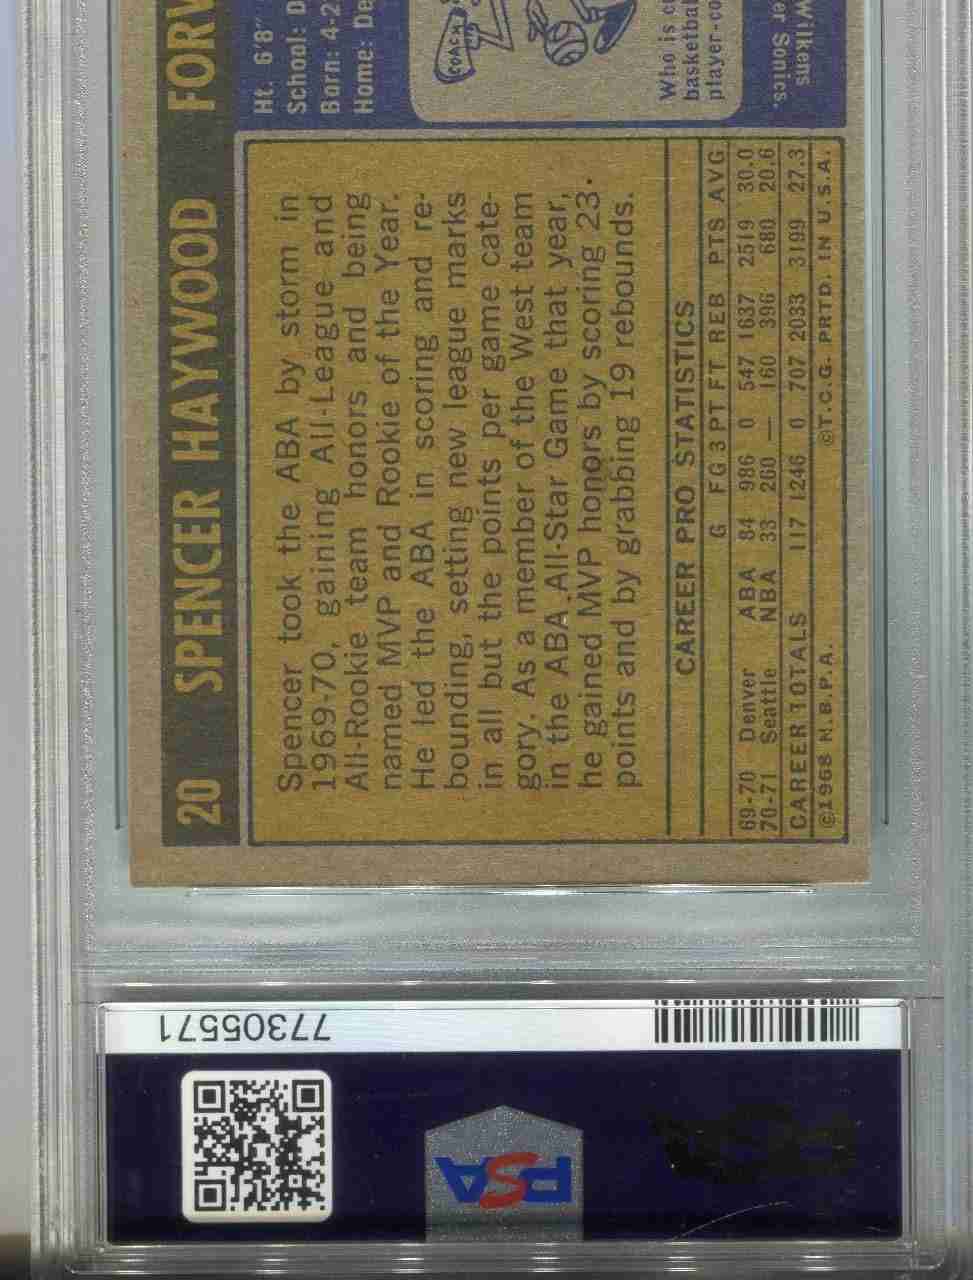 20 SPENCER HAYWOOD FORW
Ht. 6'8"
School: D
Born: 4-2
Home: De
COACH
Who is c
basketbal
player-co
Wilkens
er Sonics.
Spencer took the ABA by storm in
1969-70, gaining All-League and
All-Rookie team honors and being
named MVP and Rookie of the Year.
He led the ABA in scoring and re-
bounding, setting new league marks
in all but the points per game cate-
gory. As a member of the West team
in the ABA All-Star Game that year,
he gained MVP honors by scoring 23
points and by grabbing 19 rebounds.
CAREER PRO STATISTICS
G FG 3 PT FT REB PTS AVG
69-70 Denver ABA 84 986 0 547 1637 2519 30.0
70-71 Seattle NBA 33 260 — 160 396 680 20.6
CAREER TOTALS 117 1246 0 707 2033 3199 27.3
©1968 N.B.P.A. ©T.C.G. PRTD. IN U.S.A.
77305571
PSA